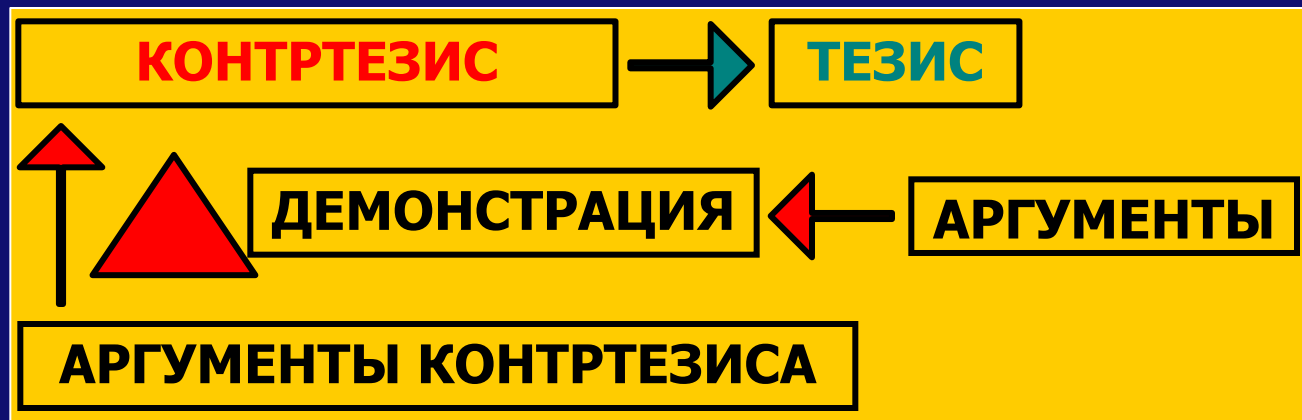 КОНТРТЕЗИС
ТЕЗИС
ДЕМОНСТРАЦИЯ
АРГУМЕНТЫ
АРГУМЕНТЫ КОНТРТЕЗИСА